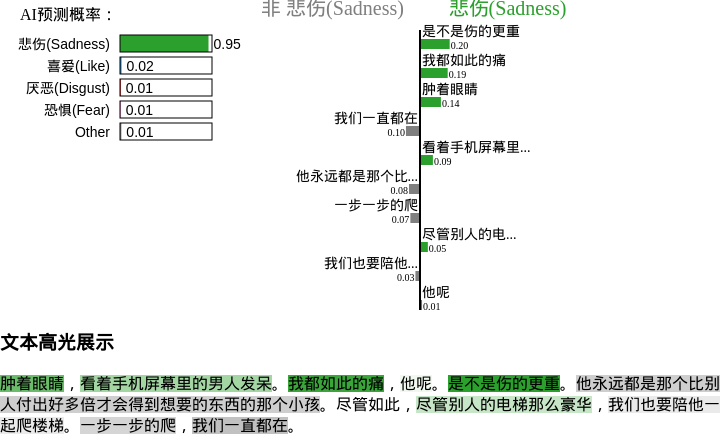 AI预测概率：
悲伤(Sadness) 0.95
喜爱(Like) 0.02
厌恶(Disgust) 0.01
恐惧(Fear) 0.01
Other 0.01
非 悲伤(Sadness) 悲伤(Sadness)
是不是伤的更重
0.20
我都如此的痛
0.19
肿着眼睛
0.14
我们一直都在
0.10
看着手机屏幕里...
0.09
他永远都是那个比...
0.08
一步一步的爬
0.07
尽管别人的电...
0.05
我们也要陪他...
0.03
他呢
0.01
文本高光展示
肿着眼睛，看着手机屏幕里的男人发呆。我都如此的痛，他呢。是不是伤的更重。他永远都是那个比别
人付出好多倍才会得到想要的东西的那个小孩。尽管如此，尽管别人的电梯那么豪华，我们也要陪他一
起爬楼梯。一步一步的爬，我们一直都在。